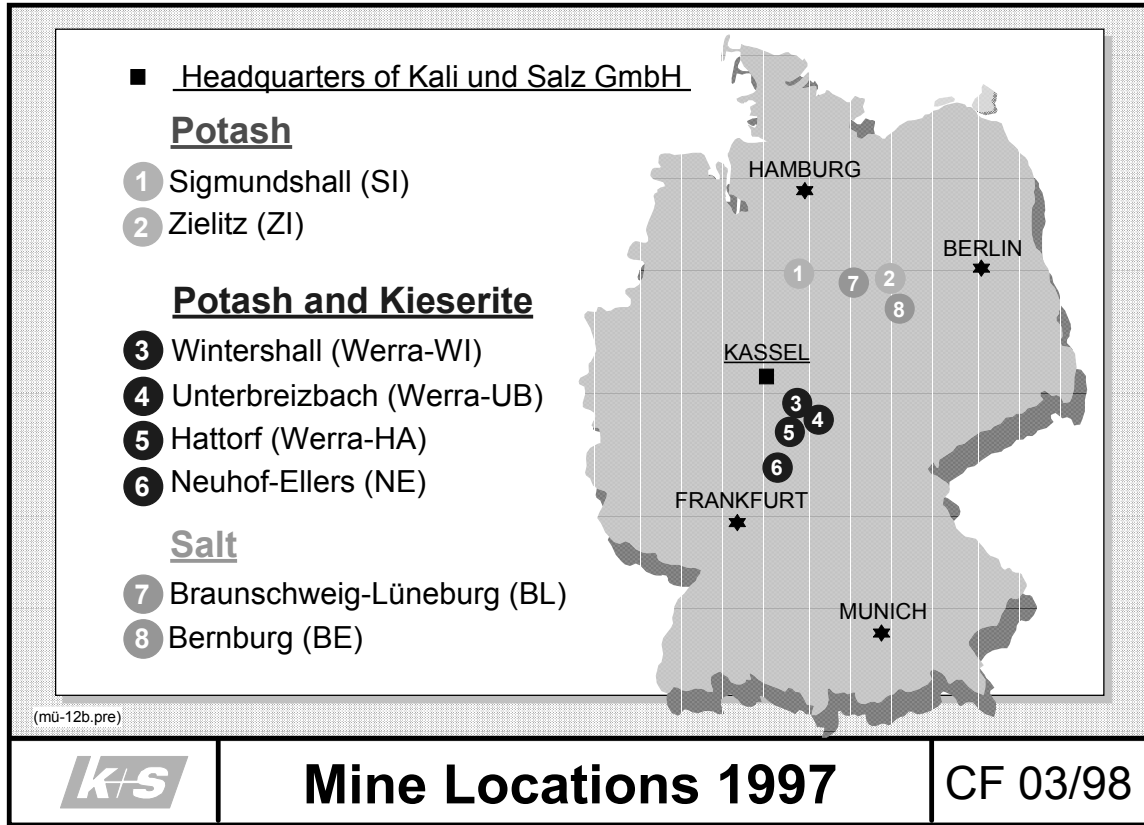 ■ Headquarters of Kali und Salz GmbH
Potash
1 Sigmundshall (SI)
2 Zielitz (ZI)
Potash and Kieserite
3 Wintershall (Werra-WI)
4 Unterbreizbach (Werra-UB)
5 Hattorf (Werra-HA)
6 Neuhof-Ellers (NE)
Salt
7 Braunschweig-Lüneburg (BL)
8 Bernburg (BE)
HAMBURG
BERLIN
1
7
2
8
KASSEL
3
4
5
6
FRANKFURT
MUNICH
(mü-12b.pre)
k+s
Mine Locations 1997
CF 03/98